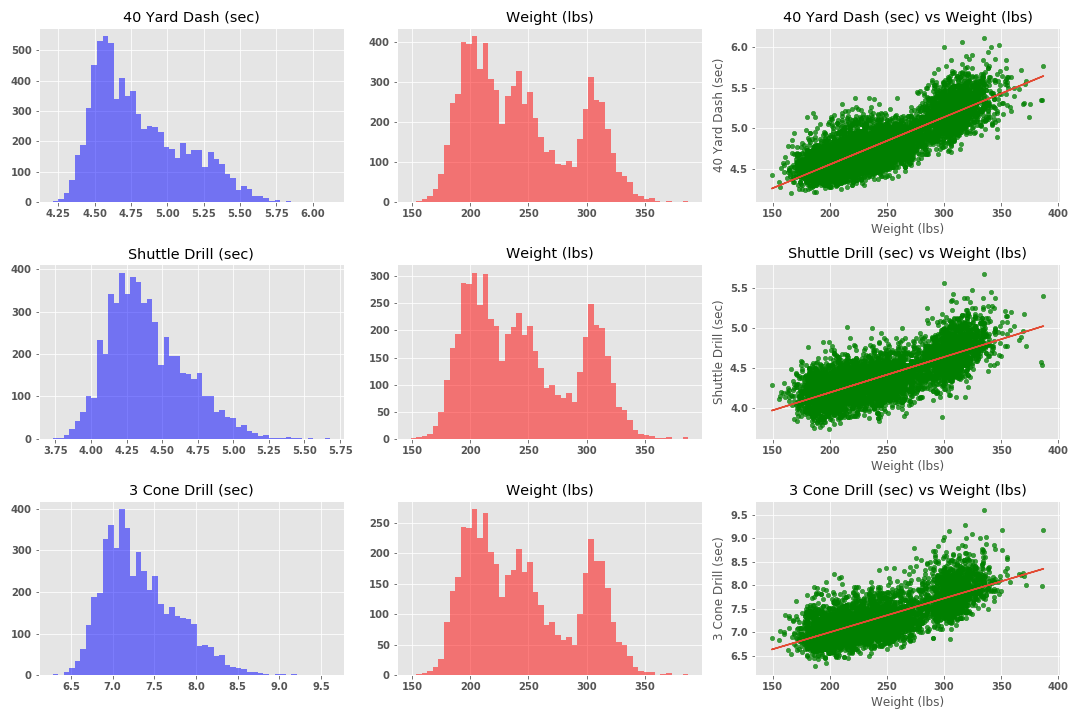 40 Yard Dash (sec)
500
400
300
200
100
0
4.25 4.50 4.75 5.00 5.25 5.50 5.75 6.00
Weight (lbs)
400
300
200
100
0
150 200 250 300 350
40 Yard Dash (sec) vs Weight (lbs)
40 Yard Dash (sec)
6.0
5.5
5.0
4.5
150 200 250 300 350 400
Weight (lbs)
Shuttle Drill (sec)
400
300
200
100
0
3.75 4.00 4.25 4.50 4.75 5.00 5.25 5.50 5.75
Weight (lbs)
300
250
200
150
100
50
0
150 200 250 300 350
Shuttle Drill (sec) vs Weight (lbs)
Shuttle Drill (sec)
5.5
5.0
4.5
4.0
150 200 250 300 350 400
Weight (lbs)
3 Cone Drill (sec)
400
300
200
100
0
6.5 7.0 7.5 8.0 8.5 9.0 9.5
Weight (lbs)
250
200
150
100
50
0
150 200 250 300 350
3 Cone Drill (sec) vs Weight (lbs)
3 Cone Drill (sec)
9.5
9.0
8.5
8.0
7.5
7.0
6.5
150 200 250 300 350 400
Weight (lbs)